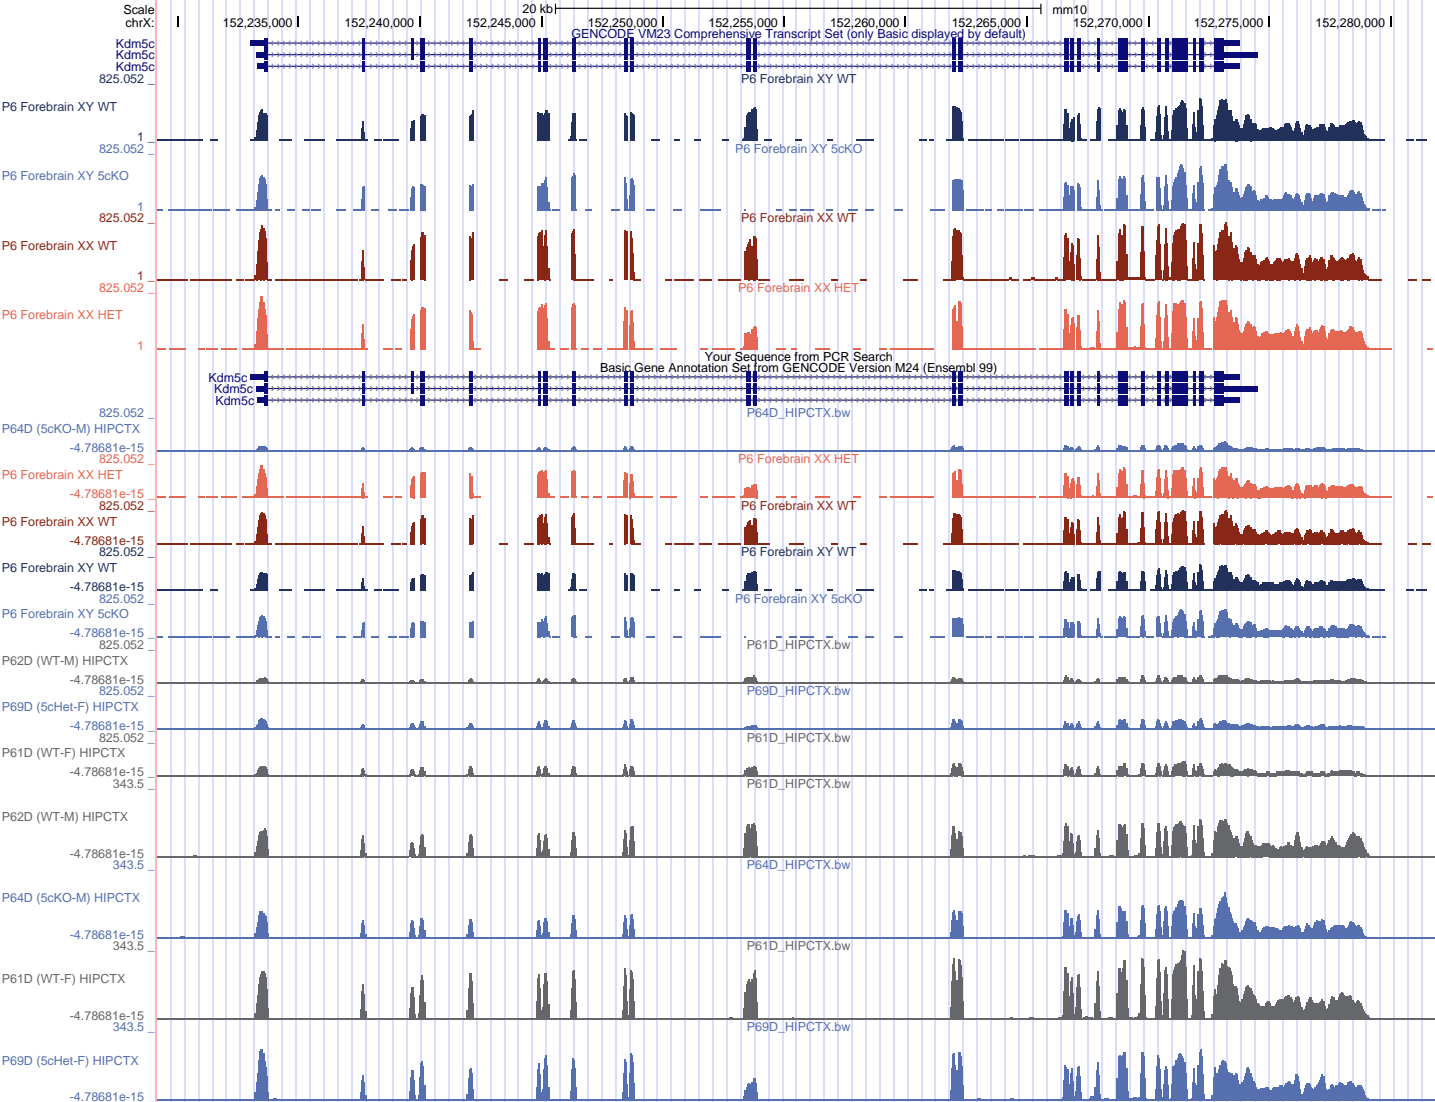 Scale 20 kb mm10
chrX: 152,235,000 152,240,000 152,245,000 152,250,000 152,255,000 152,260,000 152,265,000 152,270,000 152,275,000 152,280,000
GENCODE VM23 Comprehensive Transcript Set (only Basic displayed by default)
Kdm5c
Kdm5c
Kdm5c
825.052 _ P6 Forebrain XY WT
P6 Forebrain XY WT
1 _
825.052 _ P6 Forebrain XY 5cKO
P6 Forebrain XY 5cKO
1 _
825.052 _ P6 Forebrain XX WT
P6 Forebrain XX WT
1 _
825.052 _ P6 Forebrain XX HET
P6 Forebrain XX HET
1 _
Your Sequence from PCR Search
Basic Gene Annotation Set from GENCODE Version M24 (Ensembl 99)
Kdm5c
Kdm5c
Kdm5c
825.052 _ P64D_HIPCTX.bw
P64D (5cKO-M) HIPCTX
-4.78681e-15 _
825.052 _ P6 Forebrain XX HET
P6 Forebrain XX HET
-4.78681e-15 _
825.052 _ P6 Forebrain XX WT
P6 Forebrain XX WT
-4.78681e-15 _
825.052 _ P6 Forebrain XY WT
P6 Forebrain XY WT
-4.78681e-15 _
825.052 _ P6 Forebrain XY 5cKO
P6 Forebrain XY 5cKO
-4.78681e-15 _
825.052 _ P61D_HIPCTX.bw
P62D (WT-M) HIPCTX
-4.78681e-15 _
825.052 _ P69D_HIPCTX.bw
P69D (5cHet-F) HIPCTX
-4.78681e-15 _
825.052 _ P61D_HIPCTX.bw
P61D (WT-F) HIPCTX
-4.78681e-15 _
343.5 _ P61D_HIPCTX.bw
P62D (WT-M) HIPCTX
-4.78681e-15 _
343.5 _ P64D_HIPCTX.bw
P64D (5cKO-M) HIPCTX
-4.78681e-15 _
343.5 _ P61D_HIPCTX.bw
P61D (WT-F) HIPCTX
-4.78681e-15 _
343.5 _ P69D_HIPCTX.bw
P69D (5cHet-F) HIPCTX
-4.78681e-15 _